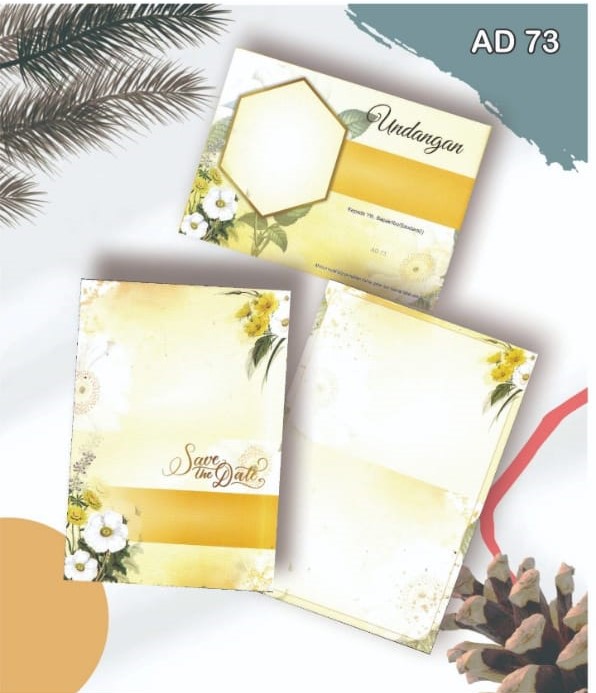 AD 73
Undangan
Kepada Yth. Bapak/Ibu/Saudara(i)
AD 73
Save
the Date